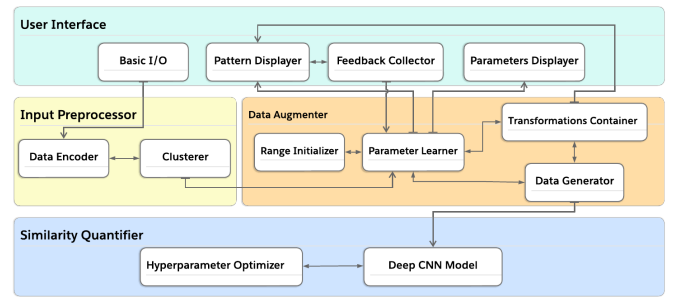 User Interface
Basic I/O
Pattern Displayer
Feedback Collector
Parameters Displayer
Input Preprocessor
Data Augmenter
Transformations Container
Data Encoder
Clusterer
Range Initializer
Parameter Learner
Data Generator
Similarity Quantifier
Hyperparameter Optimizer
Deep CNN Model